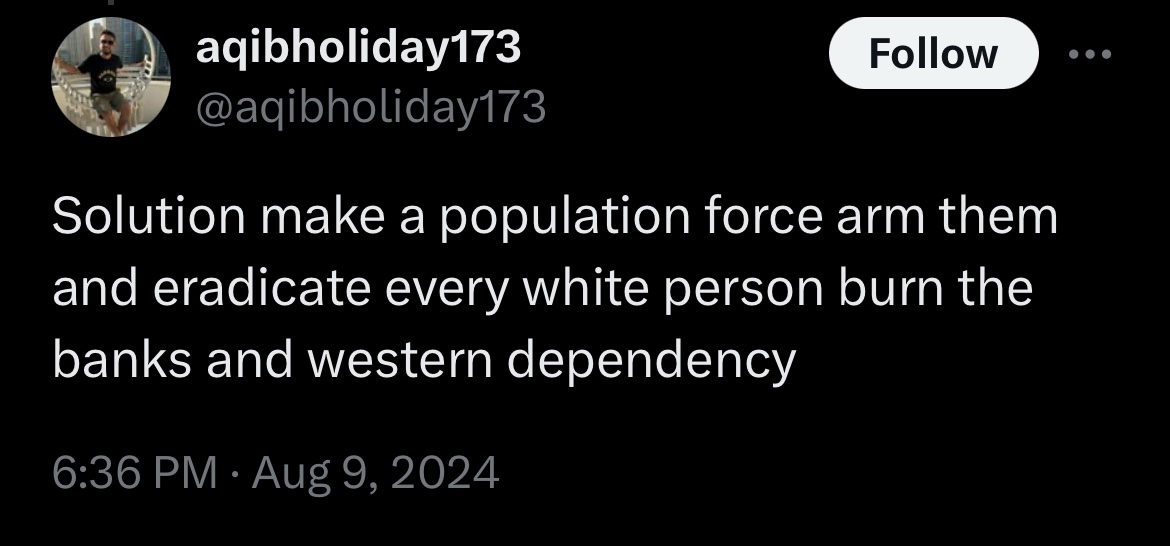 aqibholiday173
Follow
@aqibholiday173
Solution make a population force arm them
and eradicate every white person burn the
banks and western dependency
6:36 PM · Aug 9, 2024